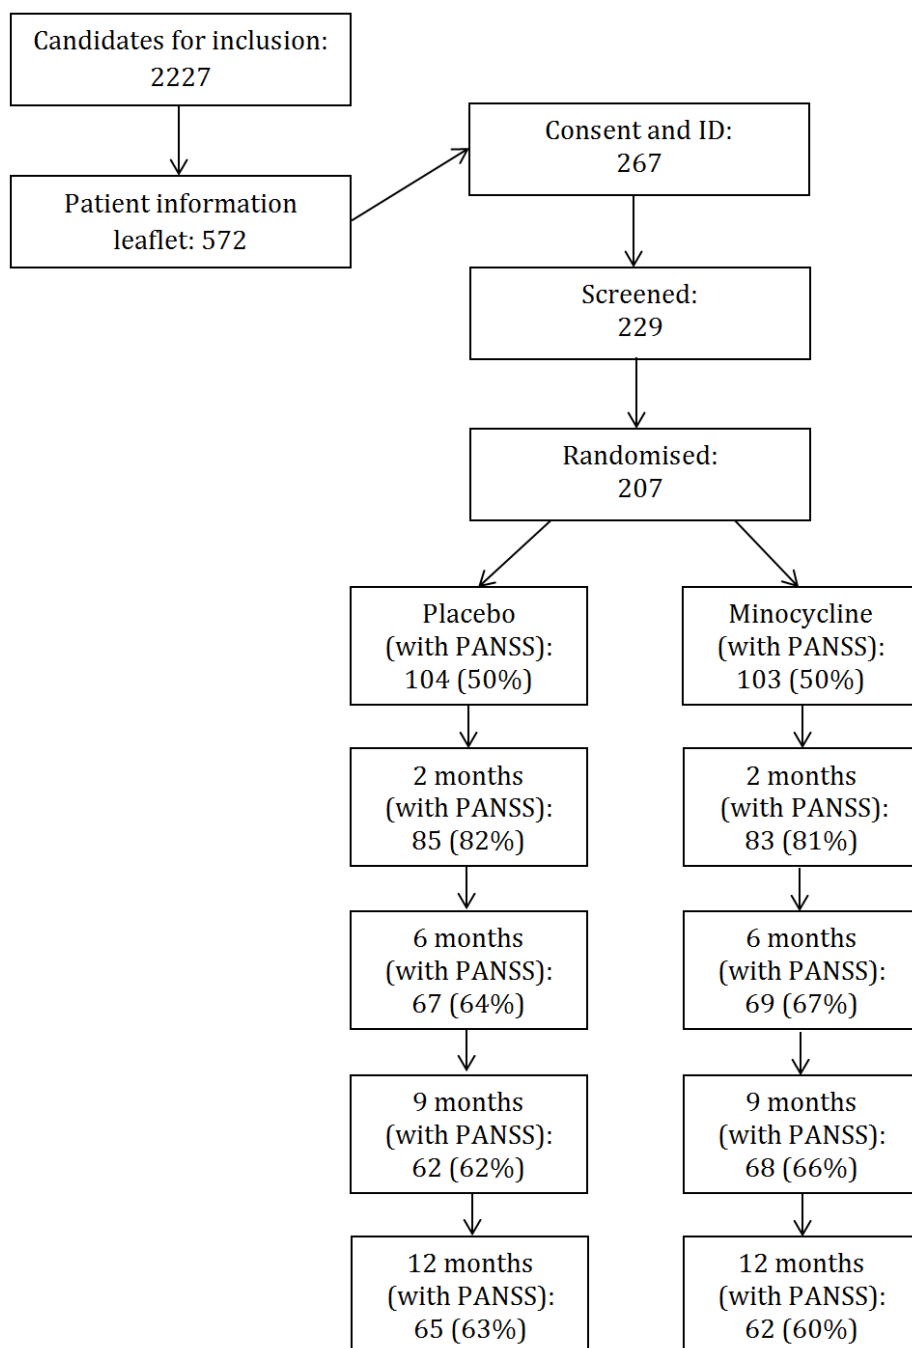 Candidates for inclusion:
2227
Patient information
leaflet: 572
Consent and ID:
267
Screened:
229
Randomised:
207
Placebo
(with PANSS):
104 (50%)
Minocycline
(with PANSS):
103 (50%)
2 months
(with PANSS):
85 (82%)
2 months
(with PANSS):
83 (81%)
6 months
(with PANSS):
67 (64%)
6 months
(with PANSS):
69 (67%)
9 months
(with PANSS):
62 (62%)
9 months
(with PANSS):
68 (66%)
12 months
(with PANSS):
65 (63%)
12 months
(with PANSS):
62 (60%)